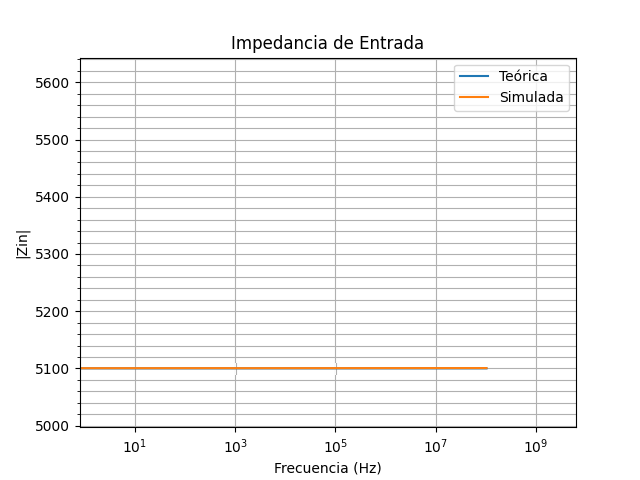 Impedancia de Entrada
Teórica
Simulada
|Zin|
5600
5500
5400
5300
5200
5100
5000
10¹
10³
10⁵
10⁷
10⁹
Frecuencia (Hz)